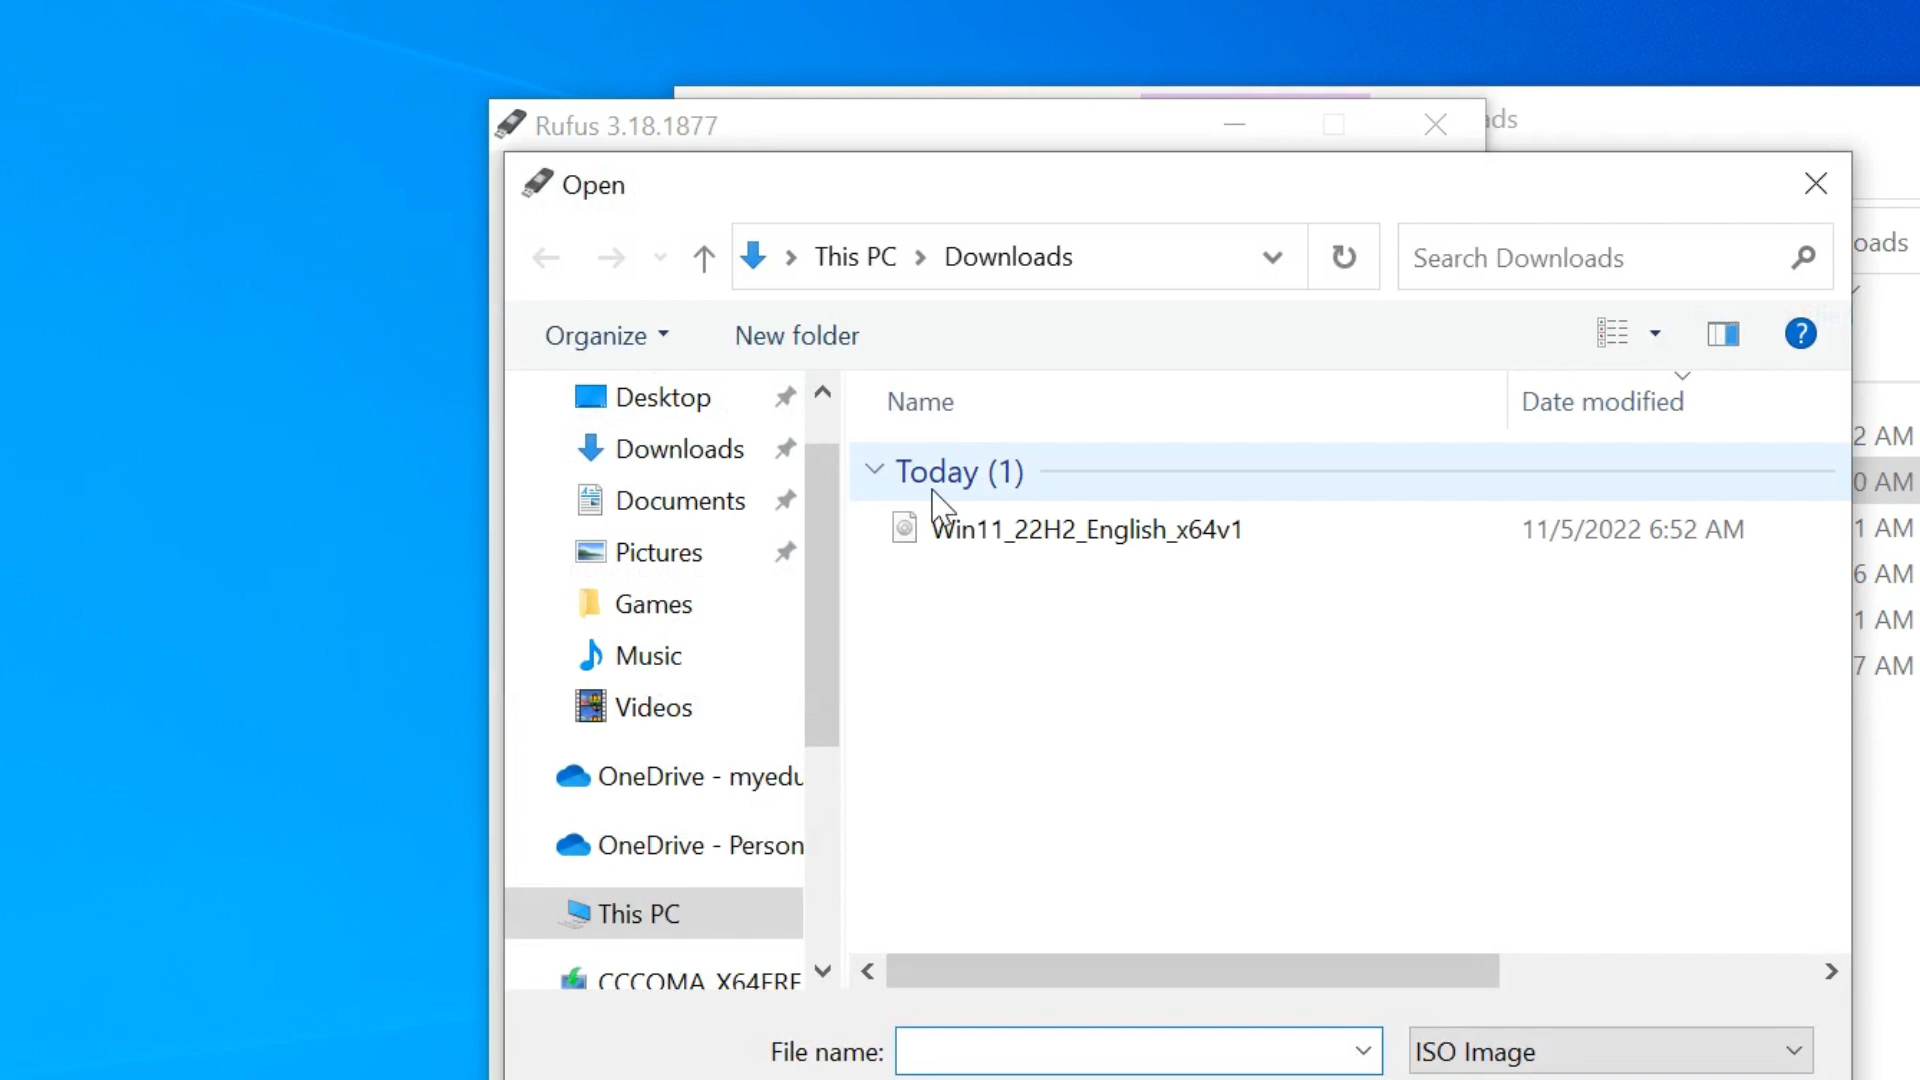 Rufus 3.18.1877
ads
Open
This PC
Downloads
Search Downloads
oads
Organize
New folder
?
Desktop
Name
Date modified
Downloads
2 AM
Today (1)
0 AM
Documents
Win11_22H2_English_x64v1
11/5/2022 6:52 AM
1 AM
Pictures
6 AM
Games
1 AM
Music
7 AM
Videos
OneDrive - myedu
OneDrive - Person
This PC
CCCOMA_X64FRE
File name:
ISO Image